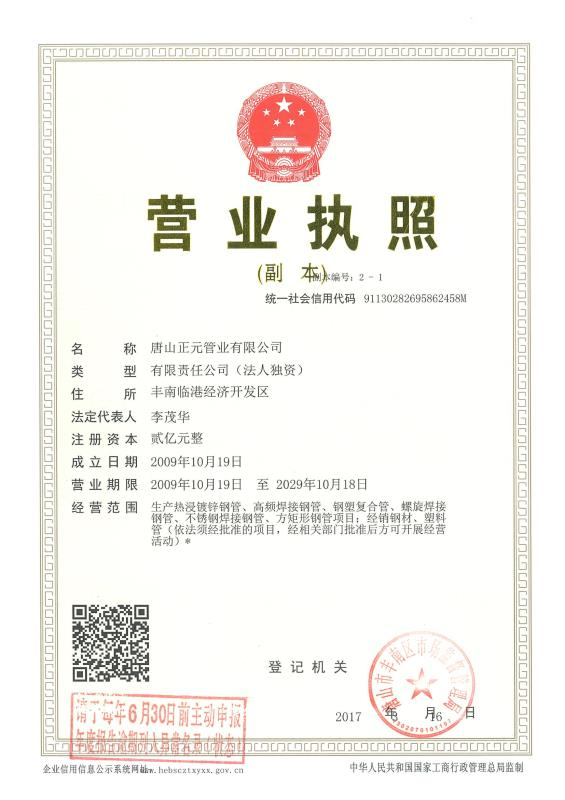 营业执照
(副 本)
副本编号：2 - 1
统一社会信用代码 91130282695862458M
名 称 唐山正元管业有限公司
类 型 有限责任公司（法人独资）
住 所 丰南临港经济开发区
法定代表人 李茂华
注册资本 贰亿元整
成立日期 2009年10月19日
营业期限 2009年10月19日 至 2029年10月18日
经营范围 生产热浸镀锌钢管、高频焊接钢管、钢塑复合管、螺旋焊接
钢管、不锈钢焊接钢管、方矩形钢管项目；经销钢材、塑料
管（依法须经批准的项目，经相关部门批准后方可开展经营
活动）*
登记机关
唐山市丰南区市场监督管理局
2017 年 月 16 日
请于每年6月30日前主动申报
年度报告逾期列入异常名录（状态）
企业信用信息公示系统网址：www.hebscztxyxx.gov.cn
中华人民共和国国家工商行政管理总局监制